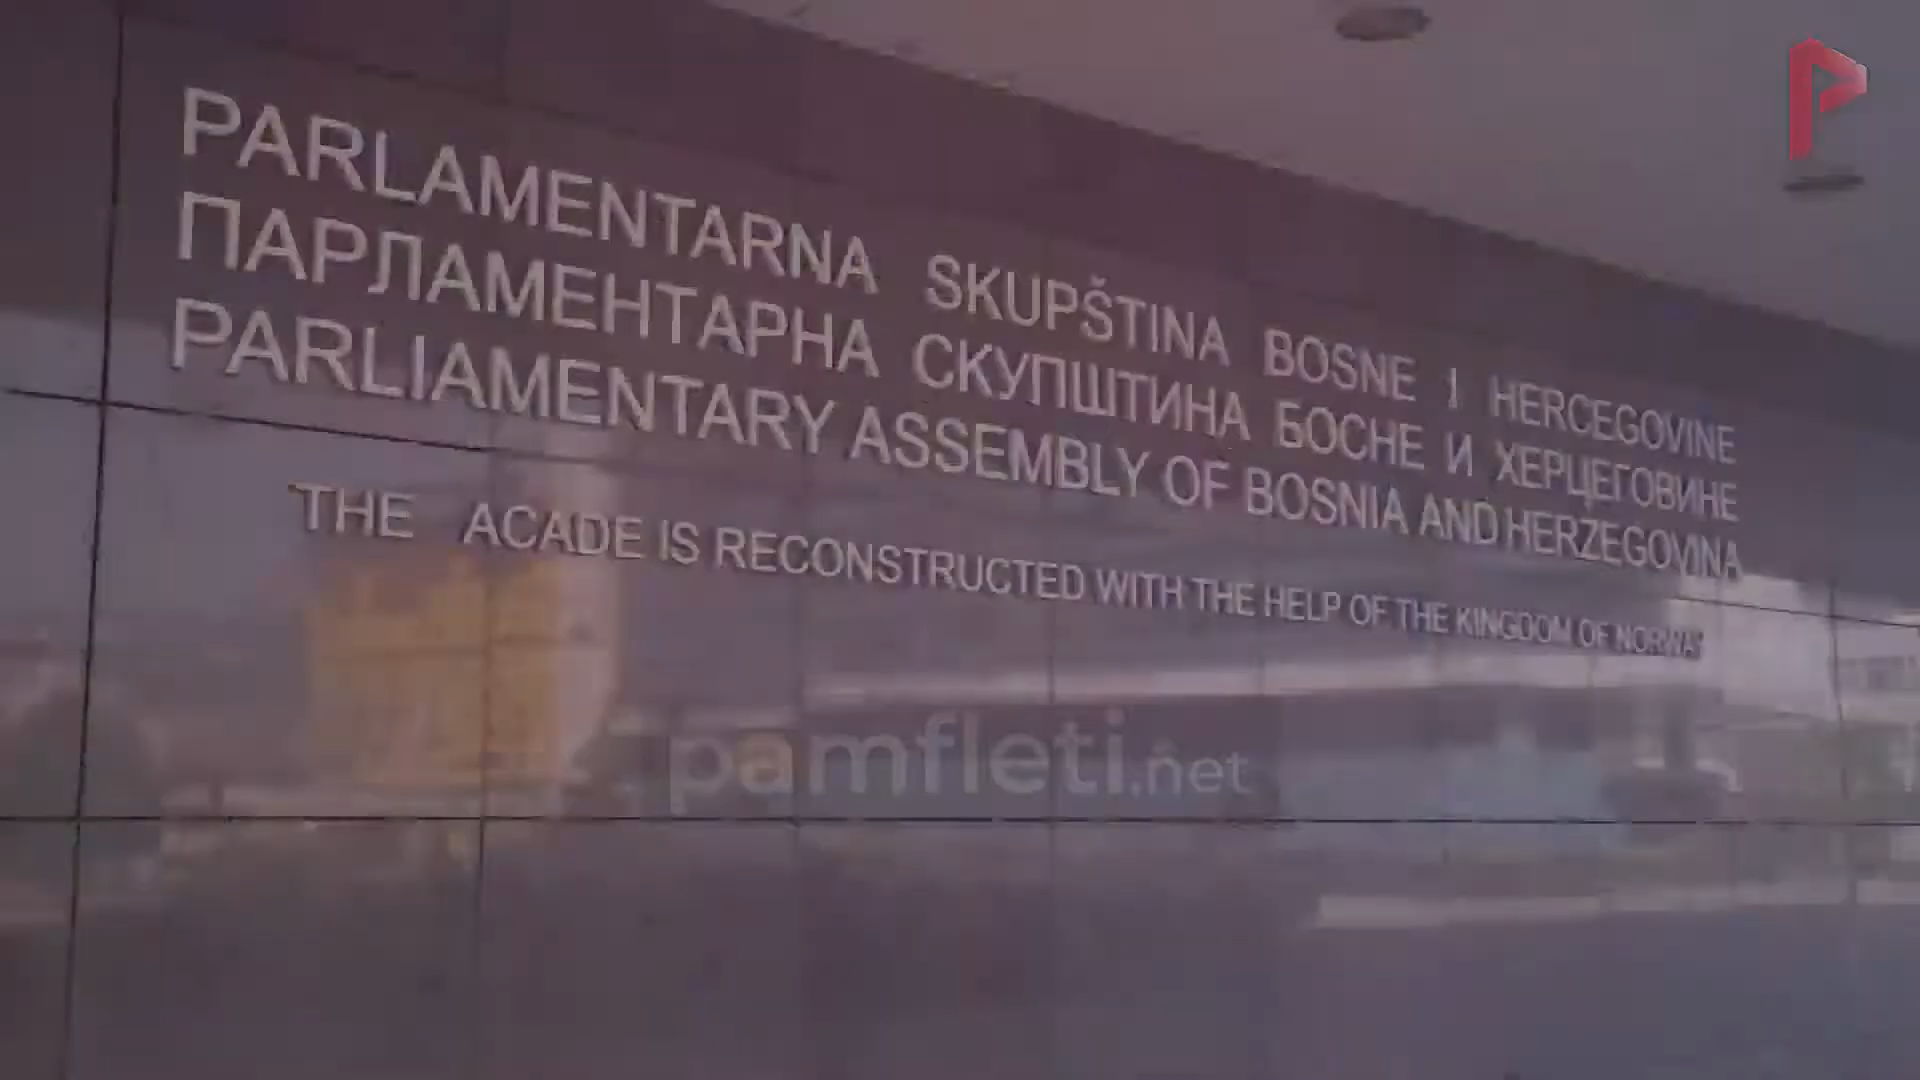 PARLAMENTARNA SKUPŠTINA BOSNE I HERCEGOVINE
ПАРЛАМЕНТАРНА СКУПШТИНА БОСНЕ И ХЕРЦЕГОВИНЕ
PARLIAMENTARY ASSEMBLY OF BOSNIA AND HERZEGOVINA
THE ACADE IS RECONSTRUCTED WITH THE HELP OF THE KINGDOM OF NORWAY
pamfleti.net